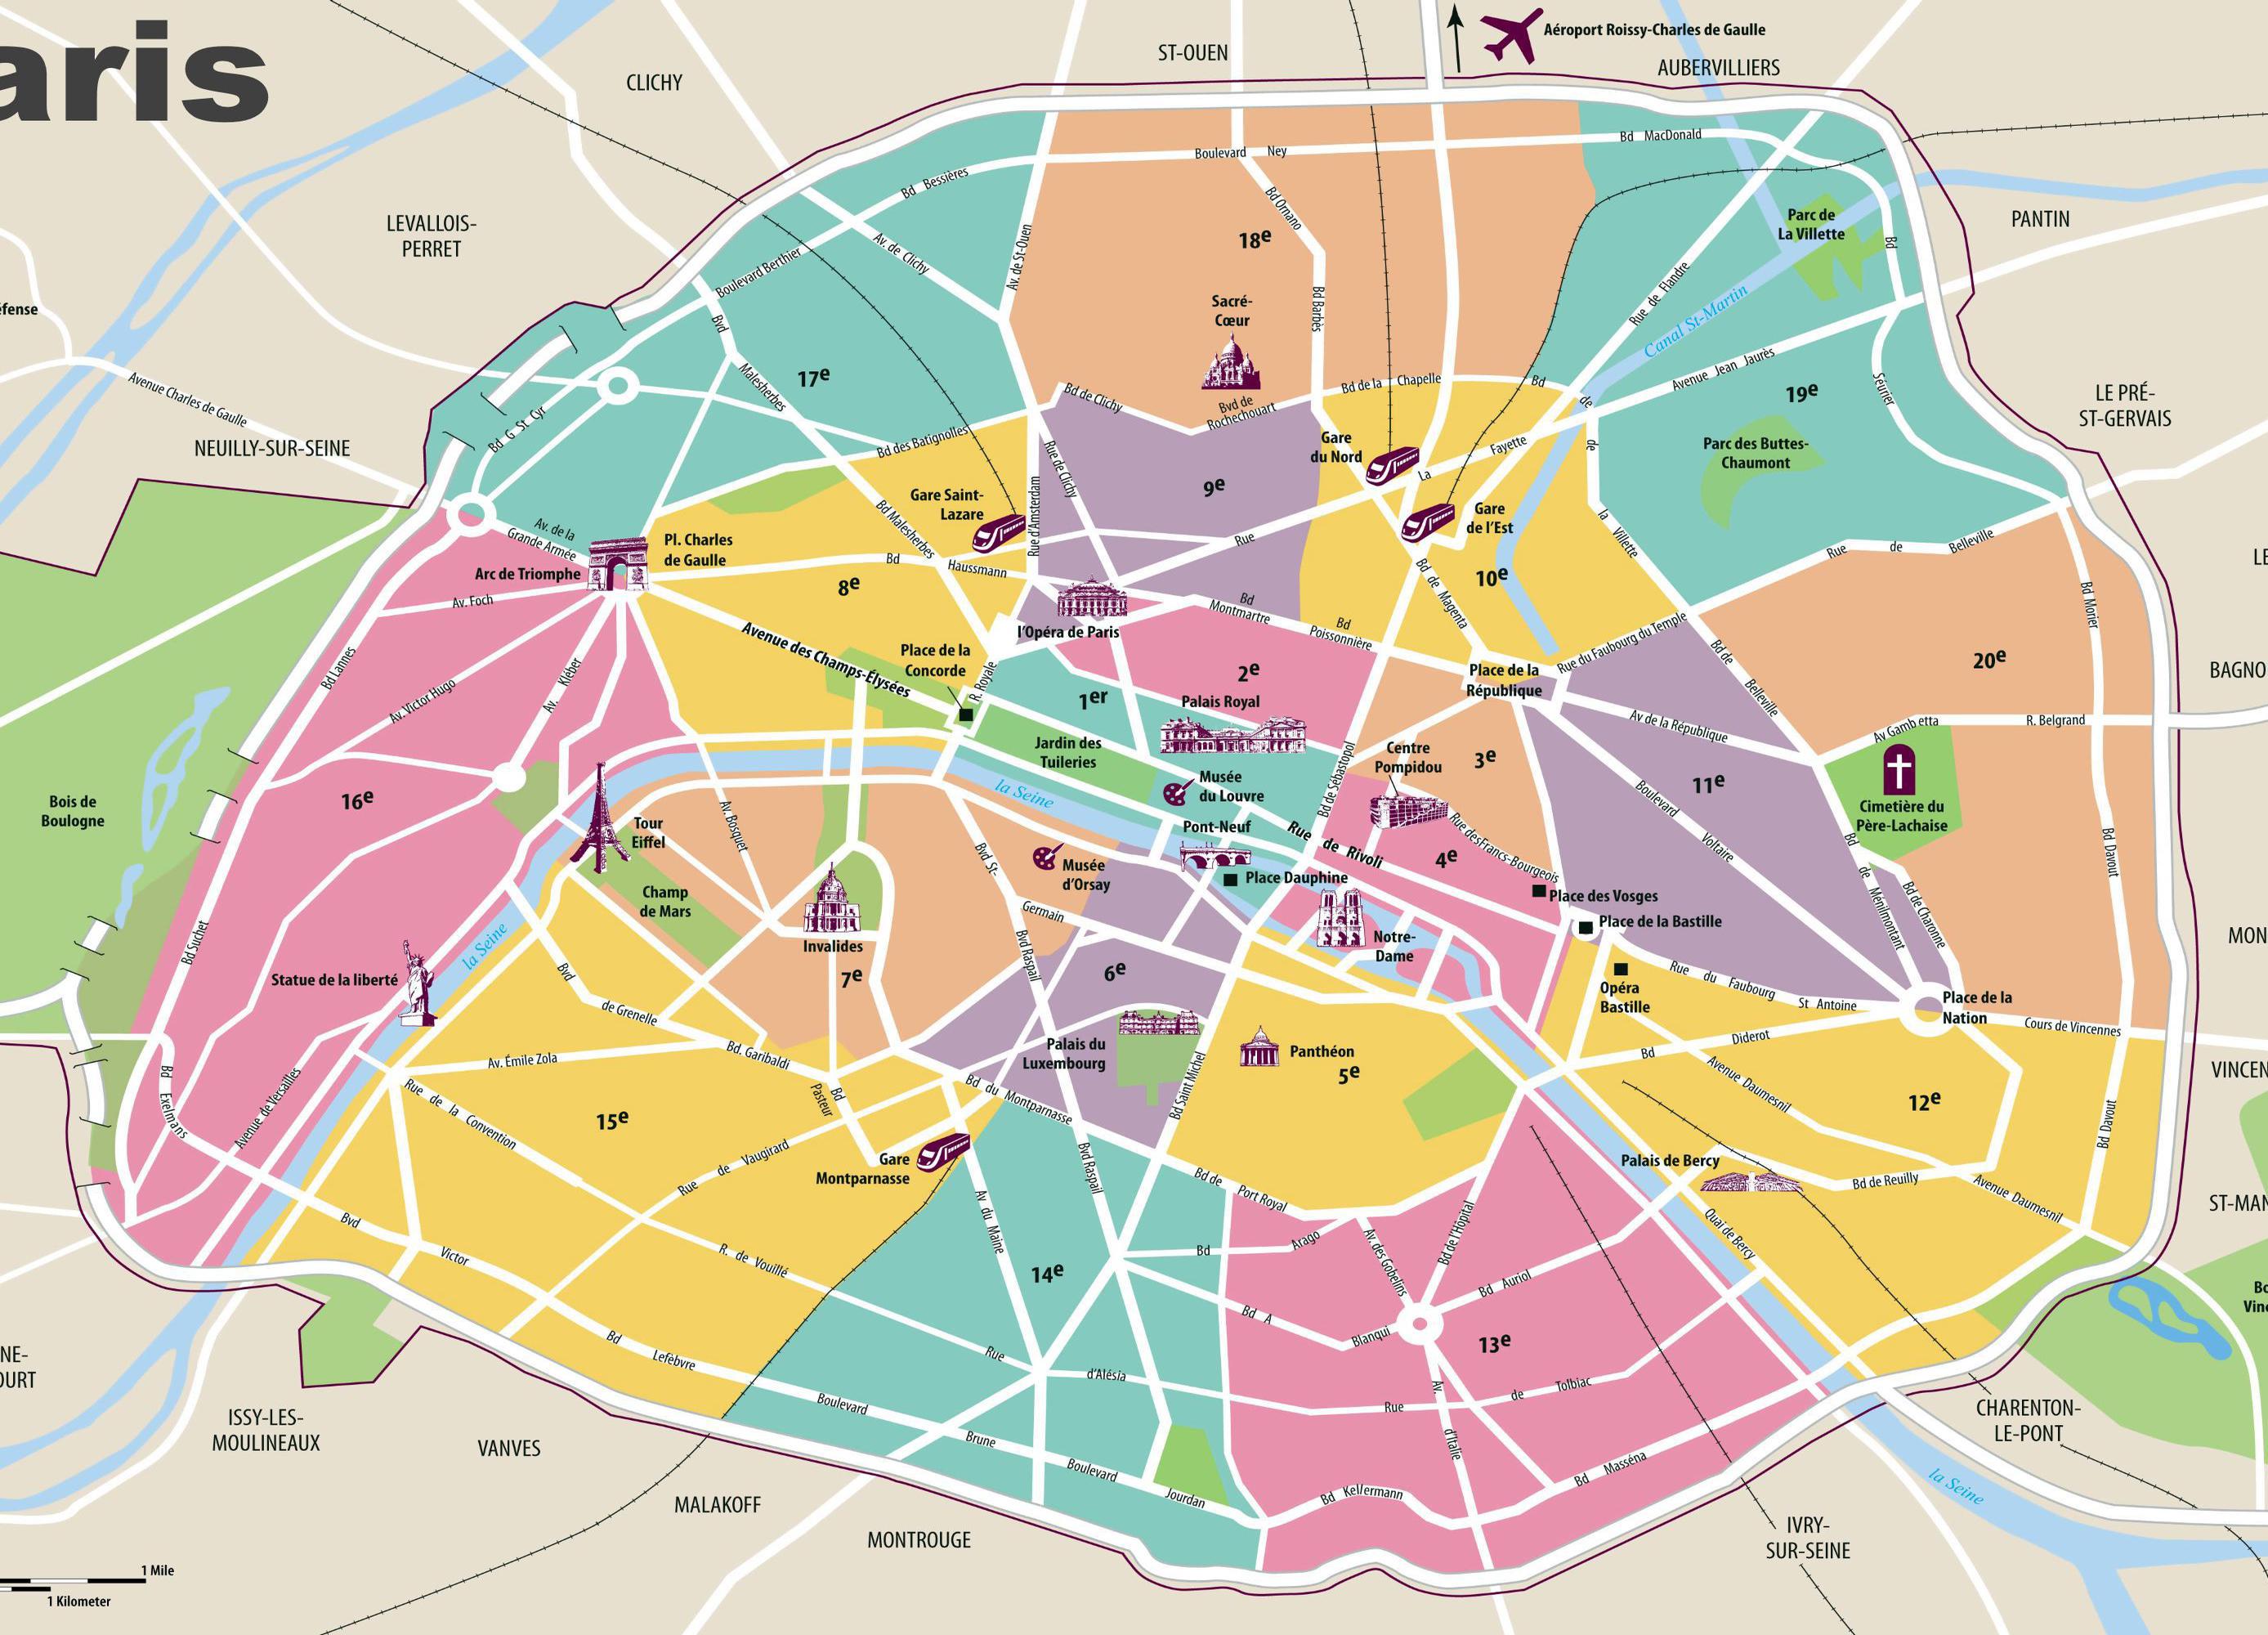 aris
CLICHY
ST-OUEN
Aéroport Roissy-Charles de Gaulle
AUBERVILLIERS
LEVALLOIS-
PERRET
PANTIN
LE PRÉ-
ST-GERVAIS
éfense
Avenue Charles de Gaulle
NEUILLY-SUR-SEINE
Bd Bessières
Boulevard Ney
Bd MacDonald
Boulevard Berthier
Av. de Clichy
Av. de St-Ouen
Bd Ornano
Bd Barbès
18e
Sacré-
Cœur
Parc de
La Villette
Bd
Sérurier
Rue de Flandre
Canal St-Martin
Avenue Jean Jaurès
19e
Parc des Buttes-
Chaumont
17e
Bvd
Malesherbes
Bd G St Cyr
Bd des Batignolles
Bd de Clichy
Bvd de
Rochechouart
Bd de la Chapelle
Bd de
de
la Villette
Gare
du Nord
La
Fayette
Rue
Gare
de l'Est
9e
Rue de Clichy
Rue d'Amsterdam
Gare Saint-
Lazare
Bd Malesherbes
Bd
Haussmann
8e
Av. de la
Grande Armée
Pl. Charles
de Gaulle
Arc de Triomphe
Av. Foch
Avenue des Champs-Élysées
10e
Bd de Magenta
Bd
Montmartre
Bd
Poissonnière
l'Opéra de Paris
Place de la
Concorde
R. Royale
1er
2e
Palais Royal
Place de la
République
Rue du Faubourg du Temple
Rue de Belleville
Bd de
Belleville
20e
Bd Mortier
BAGNO
LE
Av Gambetta
R. Belgrand
Av de la République
11e
Boulevard Voltaire
Cimetière du
Père-Lachaise
Bd de Ménilmontant
Bd de Charonne
Bd Davout
MON
3e
Centre
Pompidou
Bd de Sébastopol
Rue des Francs-Bourgeois
4e
Rue de Rivoli
Jardin des
Tuileries
Musée
du Louvre
Pont-Neuf
Place Dauphine
la Seine
Musée
d'Orsay
Place des Vosges
Place de la Bastille
Opéra
Bastille
Notre-
Dame
Rue du Faubourg St Antoine
Place de la
Nation
Cours de Vincennes
VINCEN
Bd Diderot
Avenue Daumesnil
12e
Bd Davout
Palais de Bercy
Bd de Reuilly
Avenue Daumesnil
Quai de Bercy
ST-MAN
Bo
Vinc
Bois de
Boulogne
16e
Bd Lannes
Av. Victor Hugo
Av. Kléber
Bd Suchet
Tour
Eiffel
Champ
de Mars
Av. Bosquet
Invalides
7e
Bvd St-
Germain
Bvd Raspail
6e
Palais du
Luxembourg
Bd Saint Michel
Panthéon
5e
Statue de la liberté
la Seine
Bvd
de Grenelle
Av. Émile Zola
Bd. Garibaldi
Bd
Pasteur
Bd du Montparnasse
15e
Rue de la Convention
Rue de Vaugirard
Gare
Montparnasse
Avenue de Versailles
Bd Exelmans
Bvd Victor
R. de Vouillé
Bd Lefèbvre
Av du Maine
Bvd Raspail
14e
Bd de Port Royal
Bd Arago
Av. des Gobelins
Bd de l'Hôpital
Bd Auriol
Bd A
Blanqui
13e
Rue d'Alésia
Rue de Tolbiac
Av. d'Italie
Boulevard Brune
Boulevard
Jourdan
Bd Kellermann
Bd Masséna
NE-
OURT
ISSY-LES-
MOULINEAUX
VANVES
MALAKOFF
MONTROUGE
IVRY-
SUR-SEINE
CHARENTON-
LE-PONT
la Seine
1 Mile
1 Kilometer